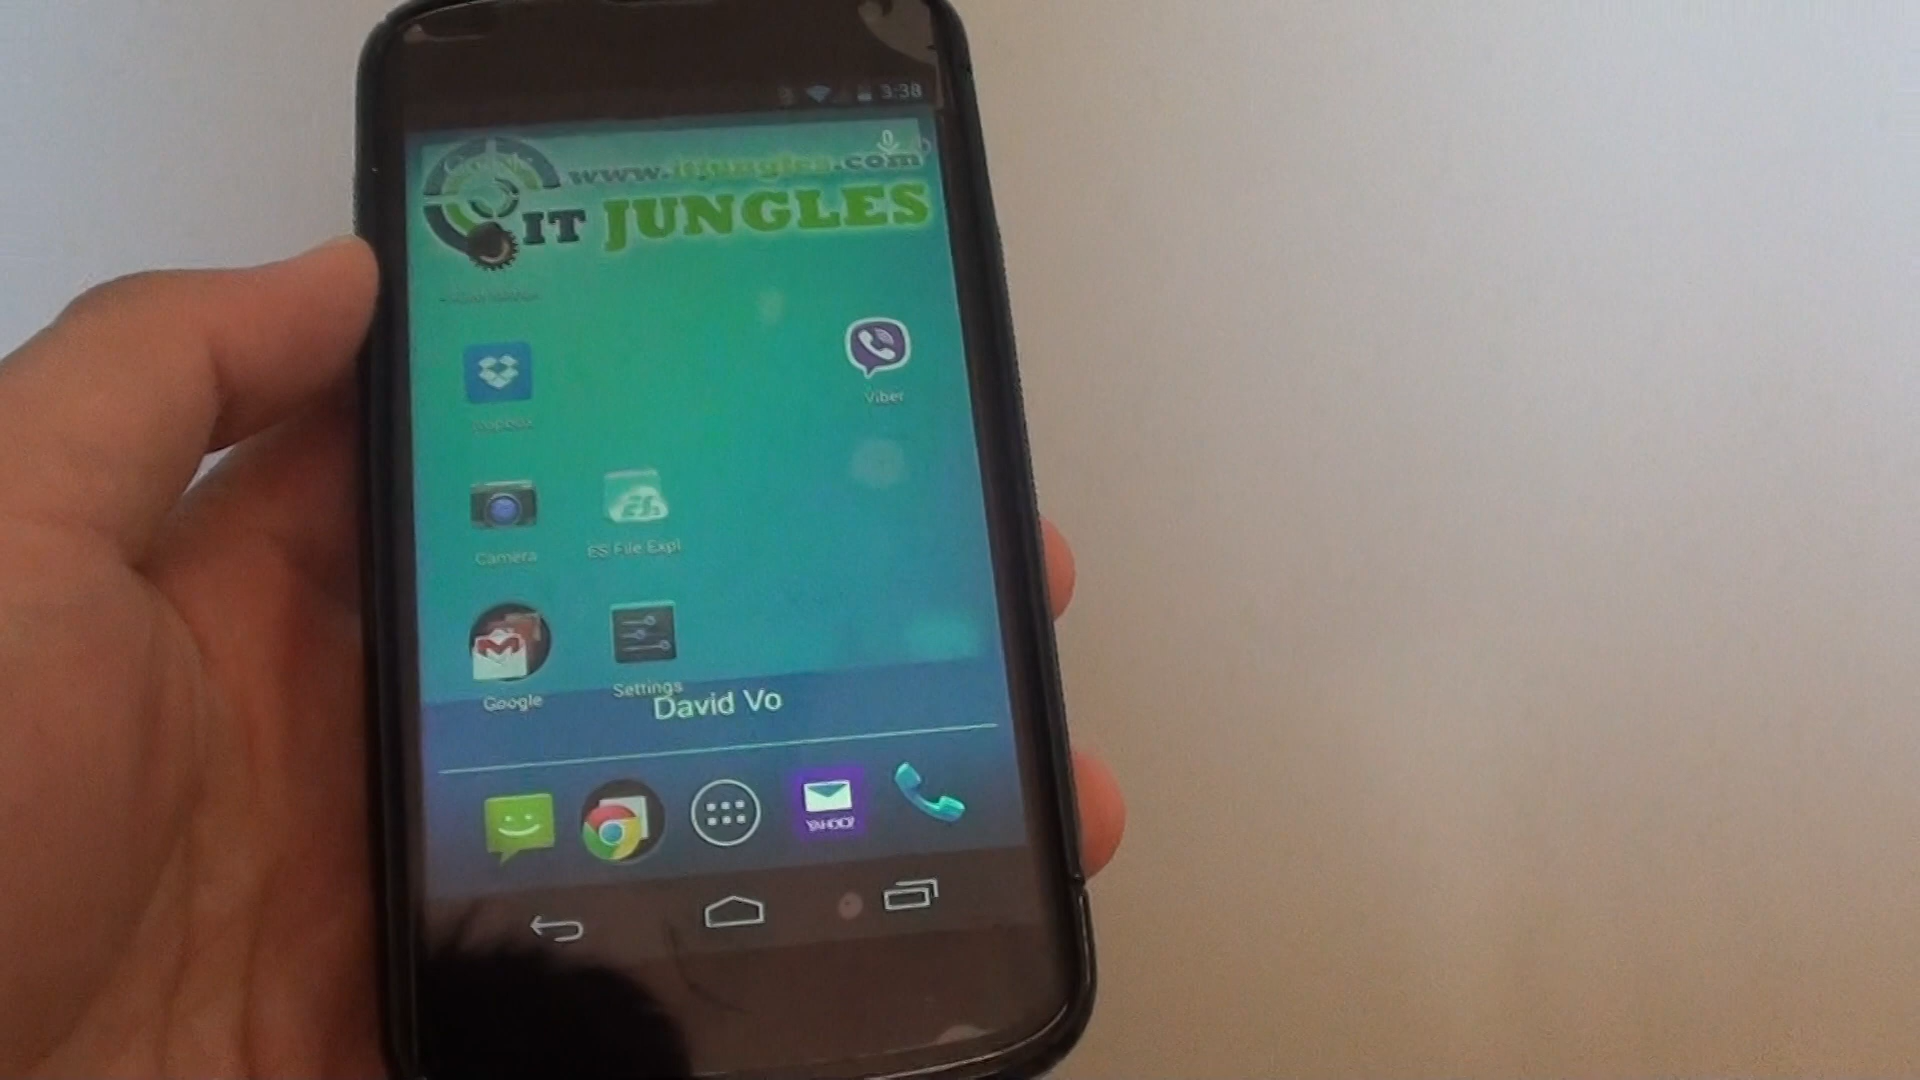 3:38
www.itjungles.com
IT JUNGLES
Viber
Camera
ES File Expl
Google
Settings
David Vo
YAHOO!